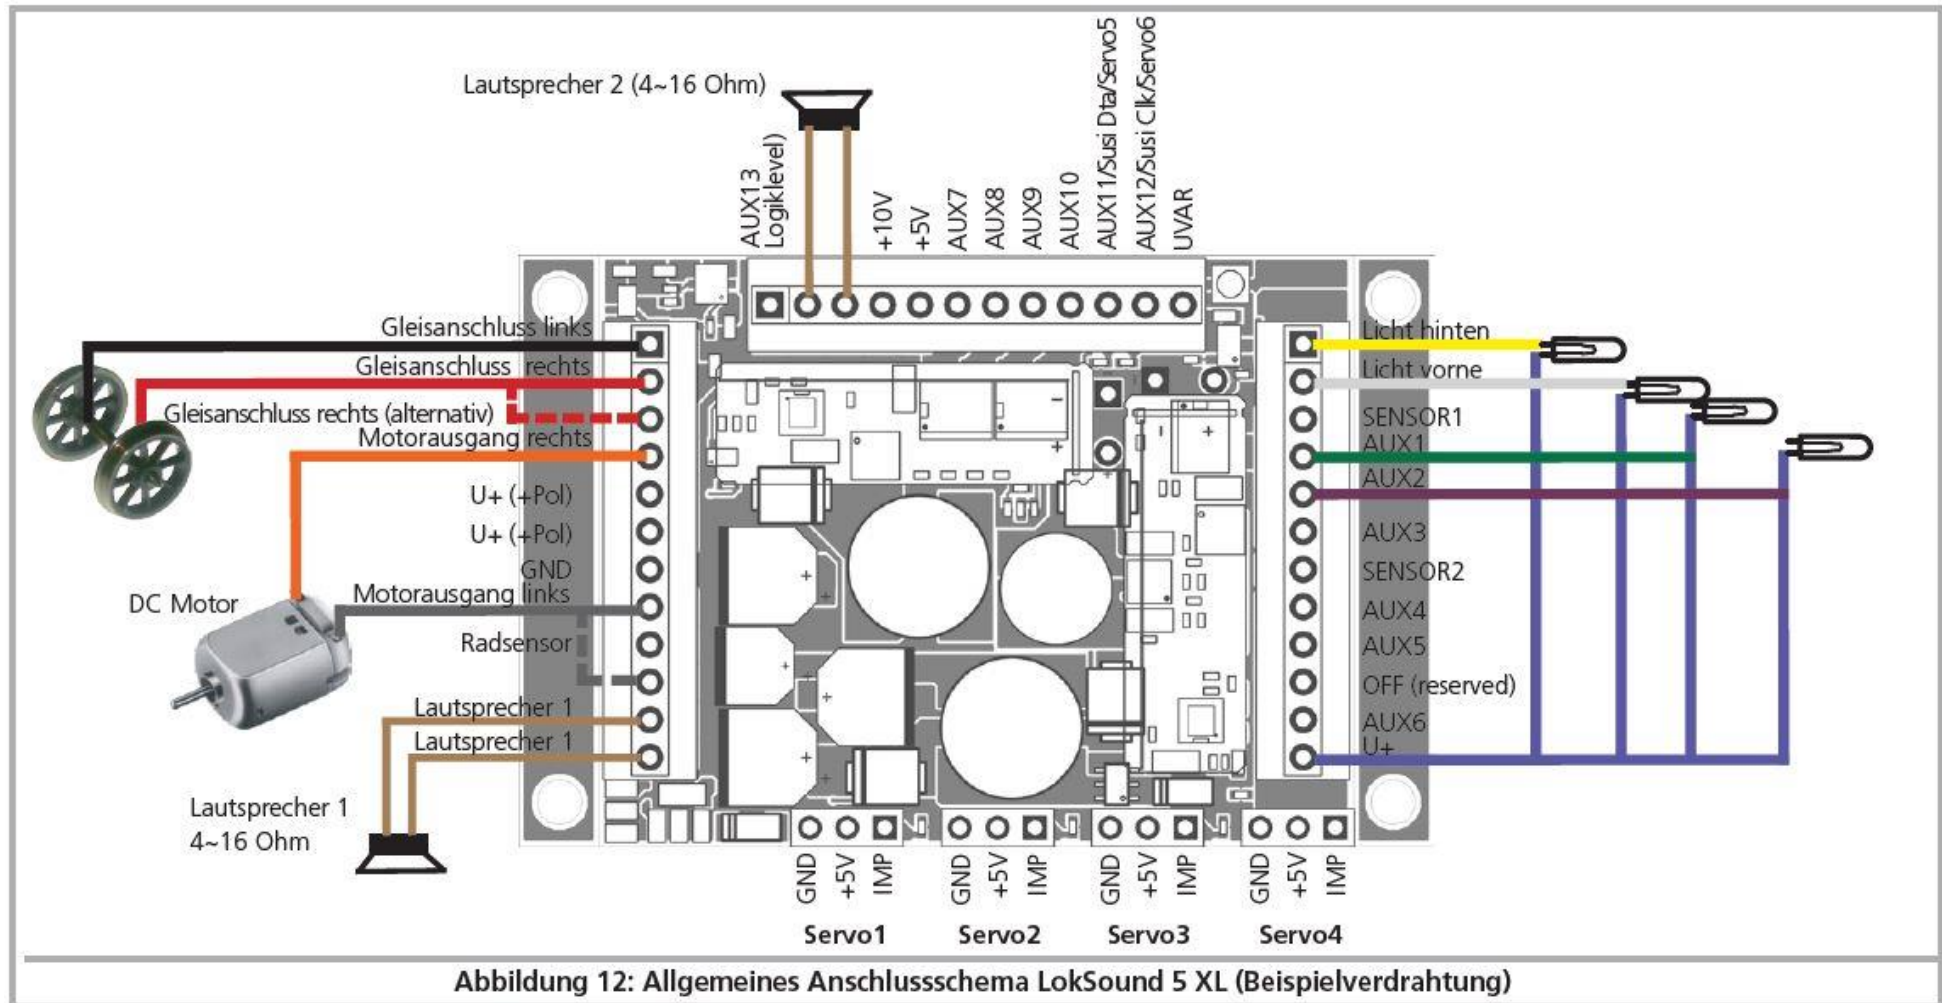 Lautsprecher 2 (4~16 Ohm)
AUX13
Logiklevel)
+10V
+5V
AUX7
AUX8
AUX9
AUX10
AUX11/Susi Dta/Servo5
AUX12/Susi Clk/Servo6
UVAR
Gleisanschluss links
Gleisanschluss rechts
Gleisanschluss rechts (alternativ)
Motorausgang rechts
U+ (+Pol)
U+ (+Pol)
GND
Motorausgang links
DC Motor
Radsensor
Lautsprecher 1
Lautsprecher 1
Lautsprecher 1
4~16 Ohm
Licht hinten
Licht vorne
SENSOR1
AUX1
AUX2
AUX3
SENSOR2
AUX4
AUX5
OFF (reserved)
AUX6
U+
GND
+5V
IMP
GND
+5V
IMP
GND
+5V
IMP
GND
+5V
IMP
Servo1
Servo2
Servo3
Servo4
Abbildung 12: Allgemeines Anschlussschema LokSound 5 XL (Beispielverdrahtung)